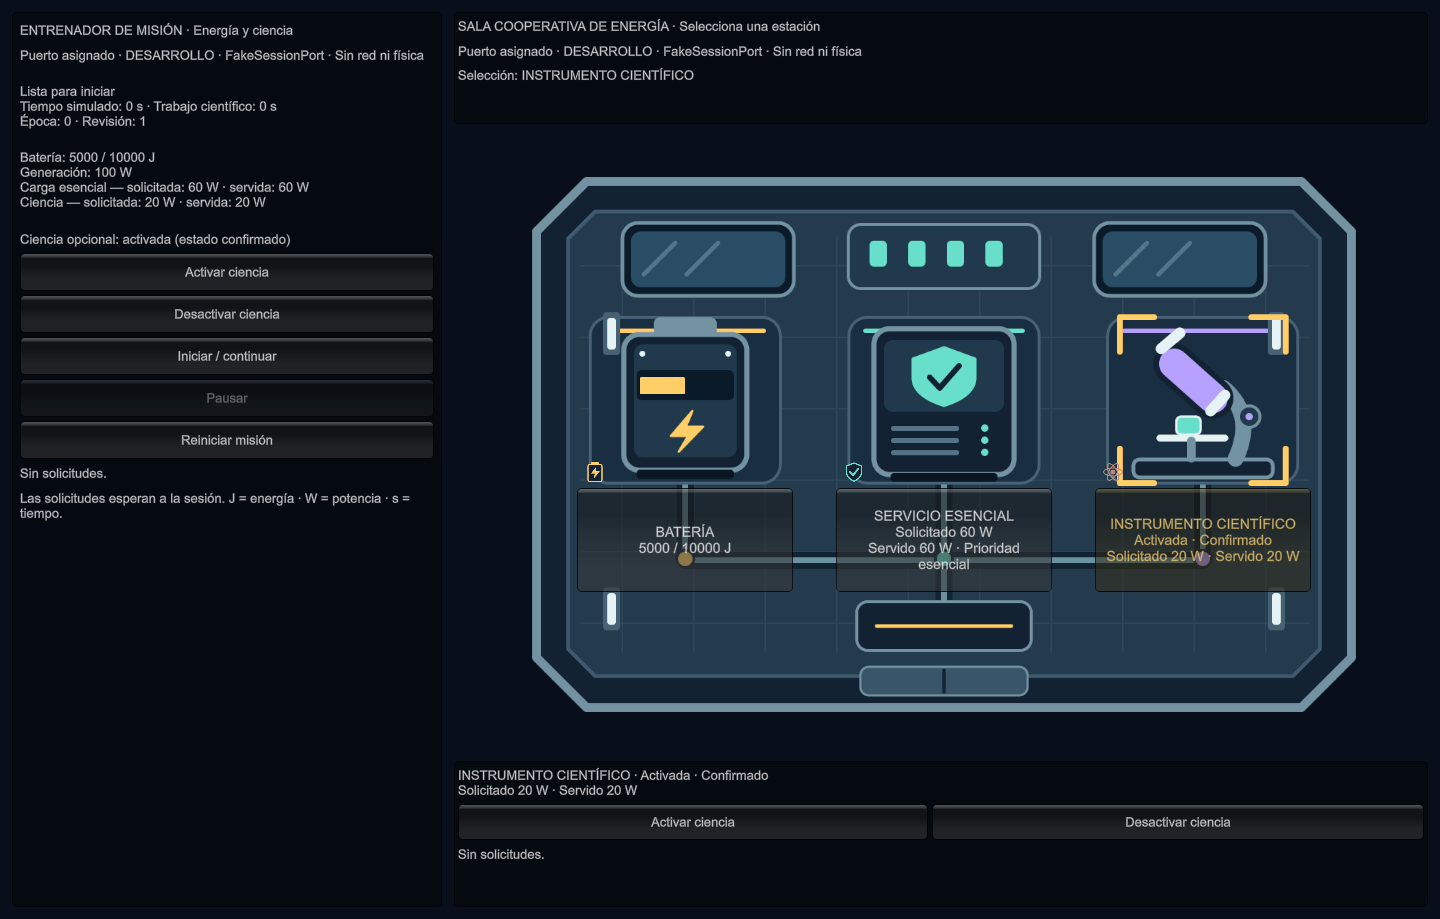 ENTRENADOR DE MISIÓN · Energía y ciencia
Puerto asignado · DESARROLLO · FakeSessionPort · Sin red ni física
Lista para iniciar
Tiempo simulado: 0 s · Trabajo científico: 0 s
Época: 0 · Revisión: 1
Batería: 5000 / 10000 J
Generación: 100 W
Carga esencial — solicitada: 60 W · servida: 60 W
Ciencia — solicitada: 20 W · servida: 20 W
Ciencia opcional: activada (estado confirmado)
Activar ciencia
Desactivar ciencia
Iniciar / continuar
Pausar
Reiniciar misión
Sin solicitudes.
Las solicitudes esperan a la sesión. J = energía · W = potencia · s =
tiempo.
SALA COOPERATIVA DE ENERGÍA · Selecciona una estación
Puerto asignado · DESARROLLO · FakeSessionPort · Sin red ni física
Selección: INSTRUMENTO CIENTÍFICO
BATERÍA
5000 / 10000 J
SERVICIO ESENCIAL
Solicitado 60 W
Servido 60 W · Prioridad
esencial
INSTRUMENTO CIENTÍFICO
Activada · Confirmado
Solicitado 20 W · Servido 20 W
INSTRUMENTO CIENTÍFICO · Activada · Confirmado
Solicitado 20 W · Servido 20 W
Activar ciencia
Desactivar ciencia
Sin solicitudes.